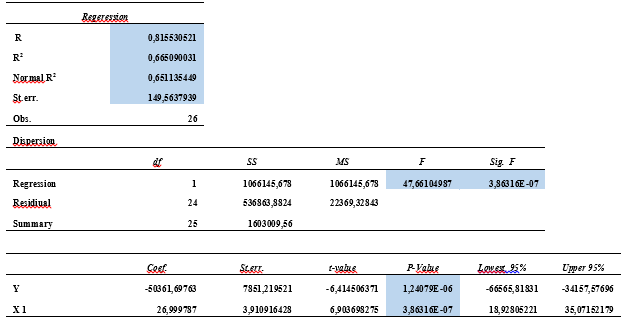 Regeression
R 0,815530521
R² 0,665090031
Normal R² 0,651135449
St.err. 149,5637939
Obs. 26
Dispersion
df SS MS F Sig. F
Regression 1 1066145,678 1066145,678 47,66104987 3,86316E-07
Residiual 24 536863,8824 22369,32843
Summary 25 1603009,56
Coef. St.err. t-value P-Value Lowest 95% Upper 95%
Y -50361,69763 7851,219521 -6,414506371 1,24079E-06 -66565,81831 -34157,57696
X 1 26,999787 3,910916428 6,903698275 3,86316E-07 18,92805221 35,07152179